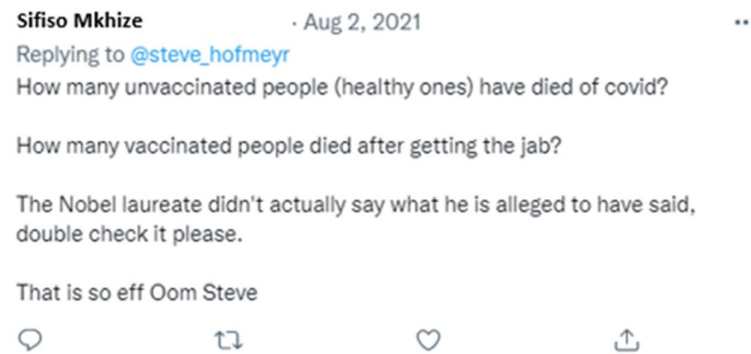 Sifiso Mkhize · Aug 2, 2021
Replying to @steve_hofmeyr
How many unvaccinated people (healthy ones) have died of covid?
How many vaccinated people died after getting the jab?
The Nobel laureate didn't actually say what he is alleged to have said,
double check it please.
That is so eff Oom Steve